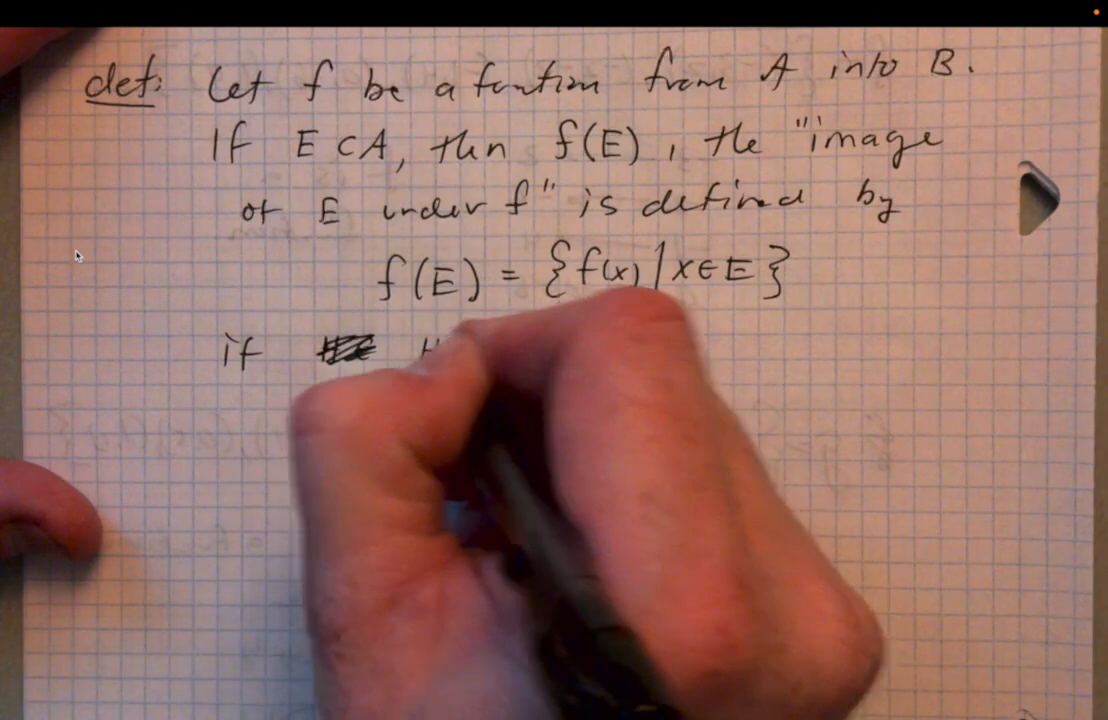 def: Let f be a function from A into B.
If E ⊂ A, then f(E), the "image
of E under f" is defined by
f(E) = {f(x) | x ∈ E}
if